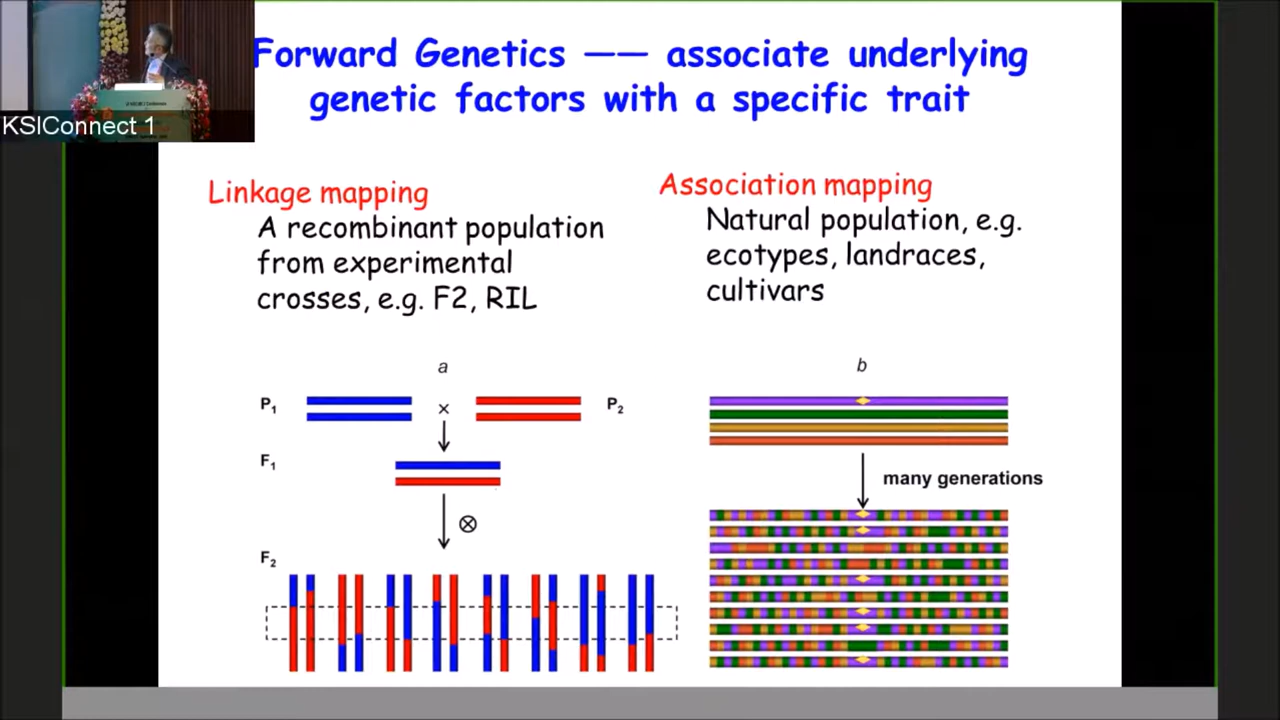 KSIConnect 1
Forward Genetics —— associate underlying
genetic factors with a specific trait
Linkage mapping
A recombinant population
from experimental
crosses, e.g. F2, RIL
Association mapping
Natural population, e.g.
ecotypes, landraces,
cultivars
a
P1
×
P2
F1
⊗
F2
b
many generations